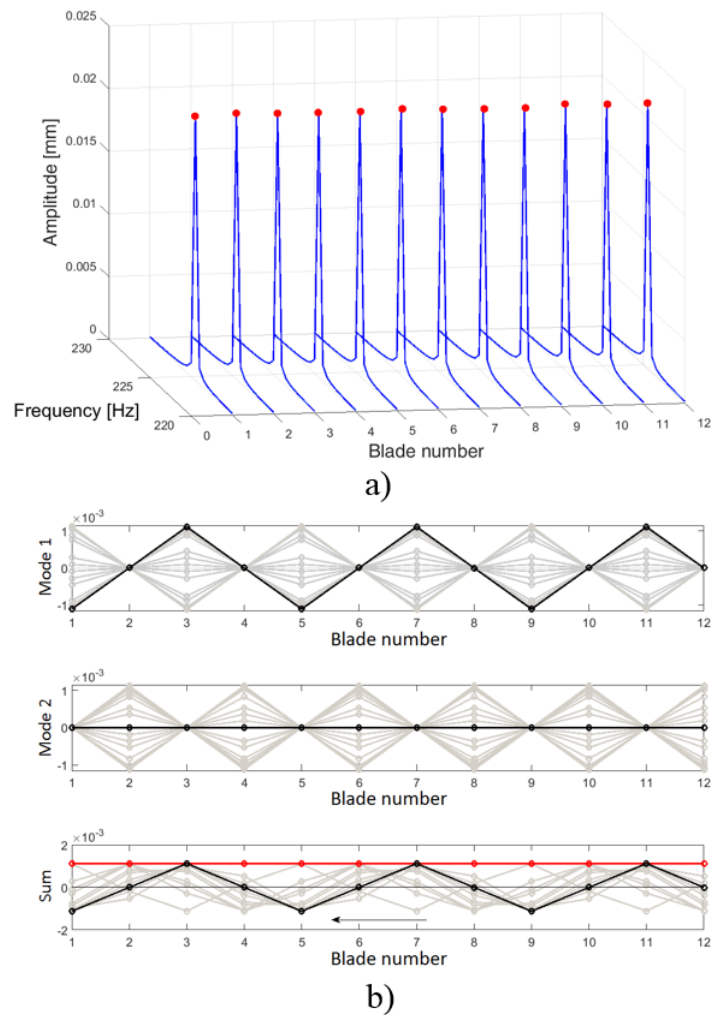 0.025
0.02
0.015
0.01
0.005
0
Amplitude [mm]
230
225
220
Frequency [Hz]
0 1 2 3 4 5 6 7 8 9 10 11 12
Blade number
a)
×10⁻³
1
0
-1
Mode 1
1 2 3 4 5 6 7 8 9 10 11 12
Blade number
×10⁻³
1
0
-1
Mode 2
1 2 3 4 5 6 7 8 9 10 11 12
Blade number
×10⁻³
2
0
-2
Sum
1 2 3 4 5 6 7 8 9 10 11 12
Blade number
b)